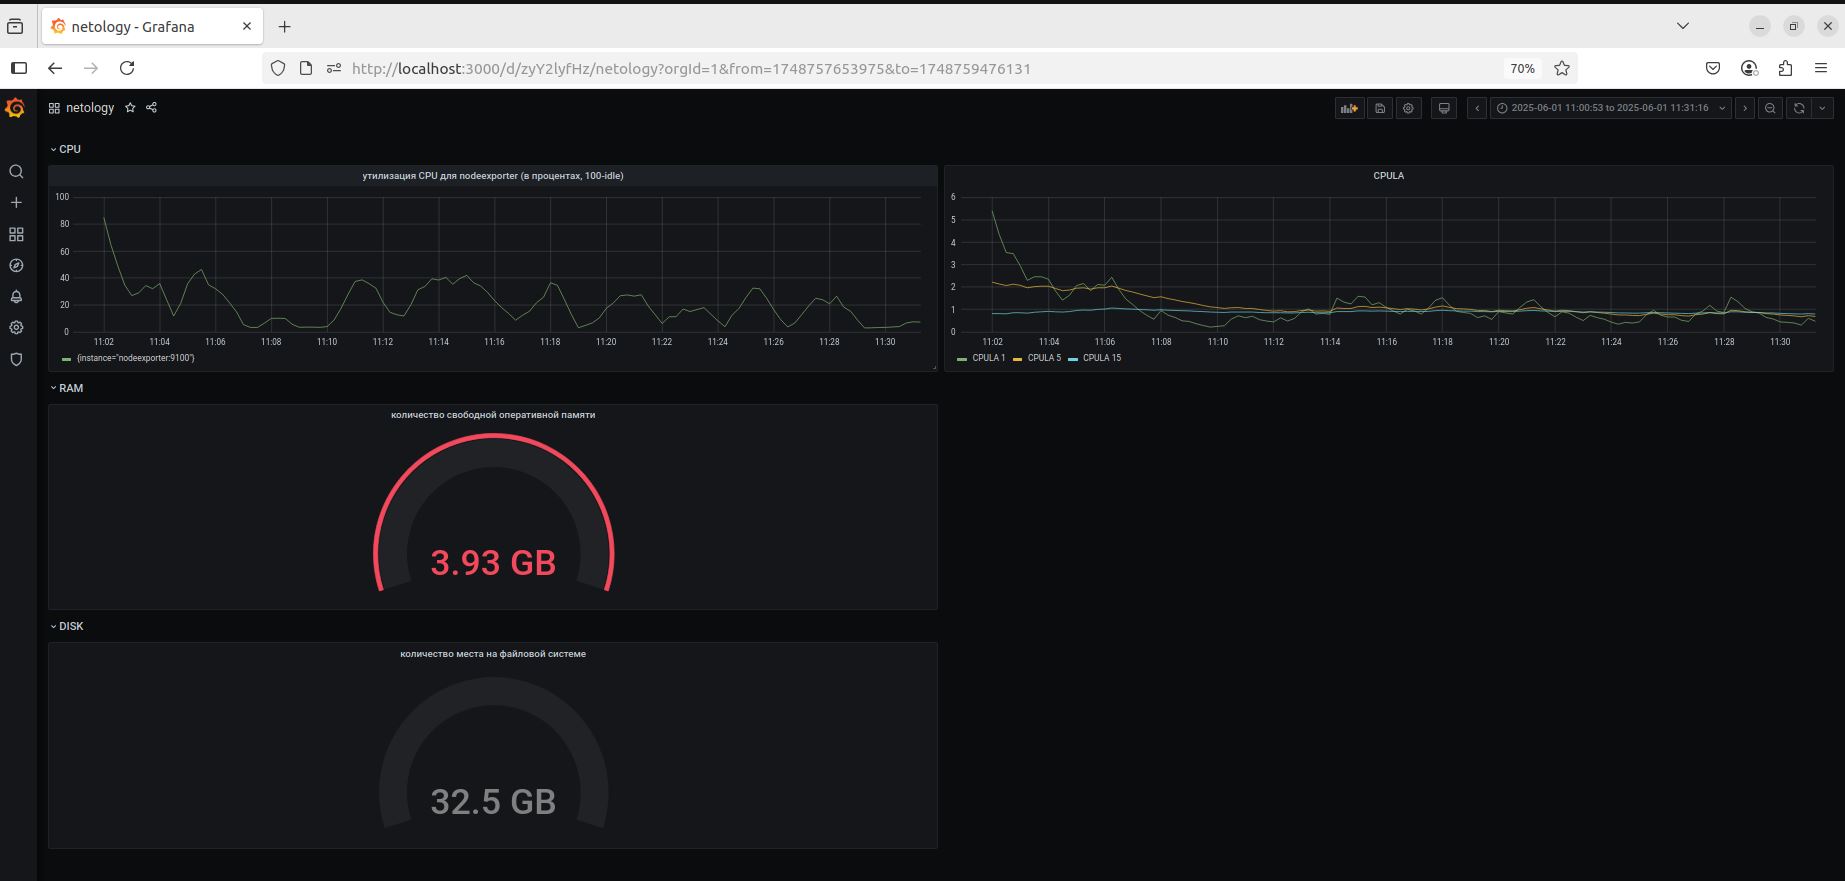 netology - Grafana
http://localhost:3000/d/zyY2lyfHz/netology?orgId=1&from=1748757653975&to=1748759476131
70%
netology
2025-06-01 11:00:53 to 2025-06-01 11:31:16
CPU
утилизация CPU для nodeexporter (в процентах, 100-idle)
100
80
60
40
20
0
11:02 11:04 11:06 11:08 11:10 11:12 11:14 11:16 11:18 11:20 11:22 11:24 11:26 11:28 11:30
{instance="nodeexporter:9100"}
CPULA
6
5
4
3
2
1
0
11:02 11:04 11:06 11:08 11:10 11:12 11:14 11:16 11:18 11:20 11:22 11:24 11:26 11:28 11:30
CPULA 1 CPULA 5 CPULA 15
RAM
количество свободной оперативной памяти
3.93 GB
DISK
количество места на файловой системе
32.5 GB